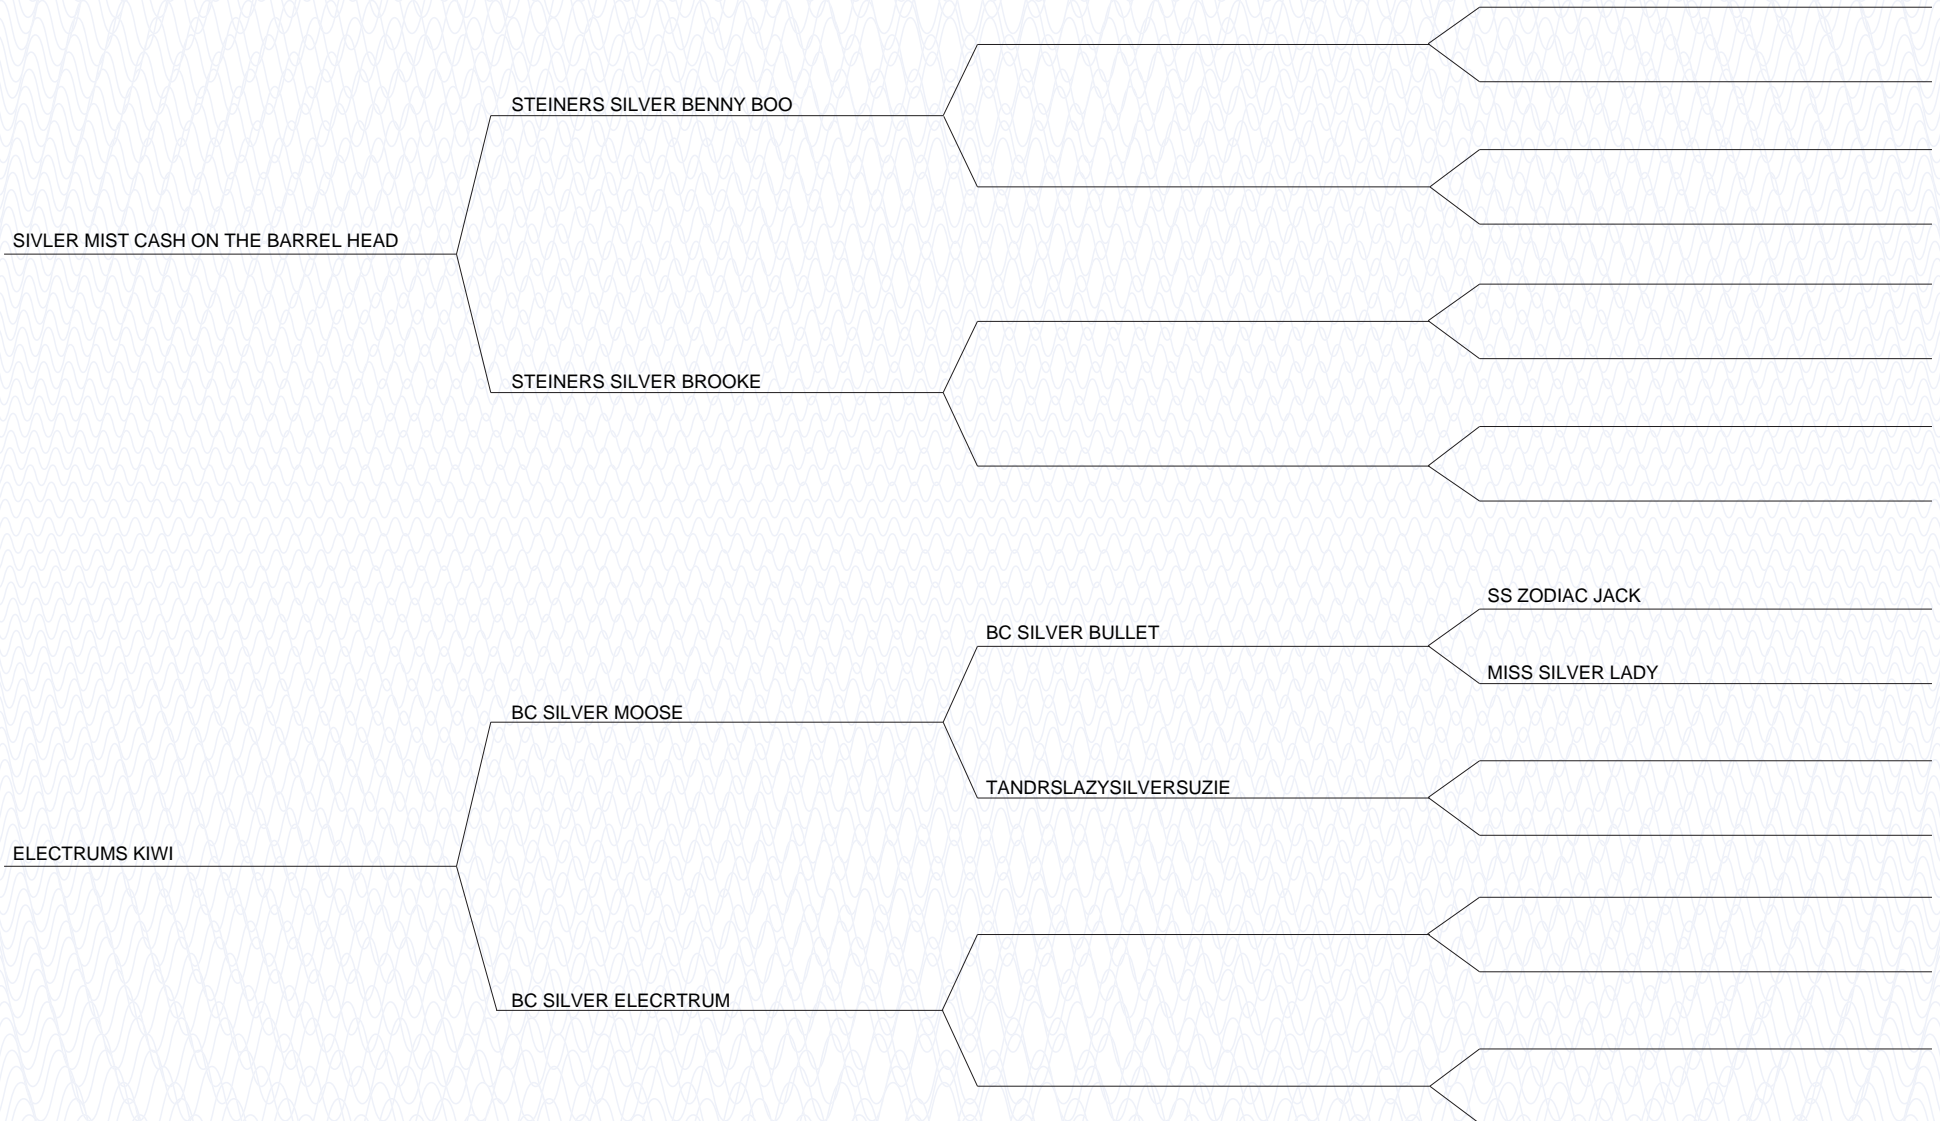 STEINERS SILVER BENNY BOO
SIVLER MIST CASH ON THE BARREL HEAD
STEINERS SILVER BROOKE
SS ZODIAC JACK
BC SILVER BULLET
MISS SILVER LADY
BC SILVER MOOSE
TANDRSLAZYSILVERSUZIE
ELECTRUMS KIWI
BC SILVER ELECRTRUM